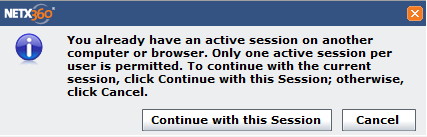 NETX360
You already have an active session on another
computer or browser. Only one active session per
user is permitted. To continue with the current
session, click Continue with this Session; otherwise,
click Cancel.
Continue with this Session Cancel